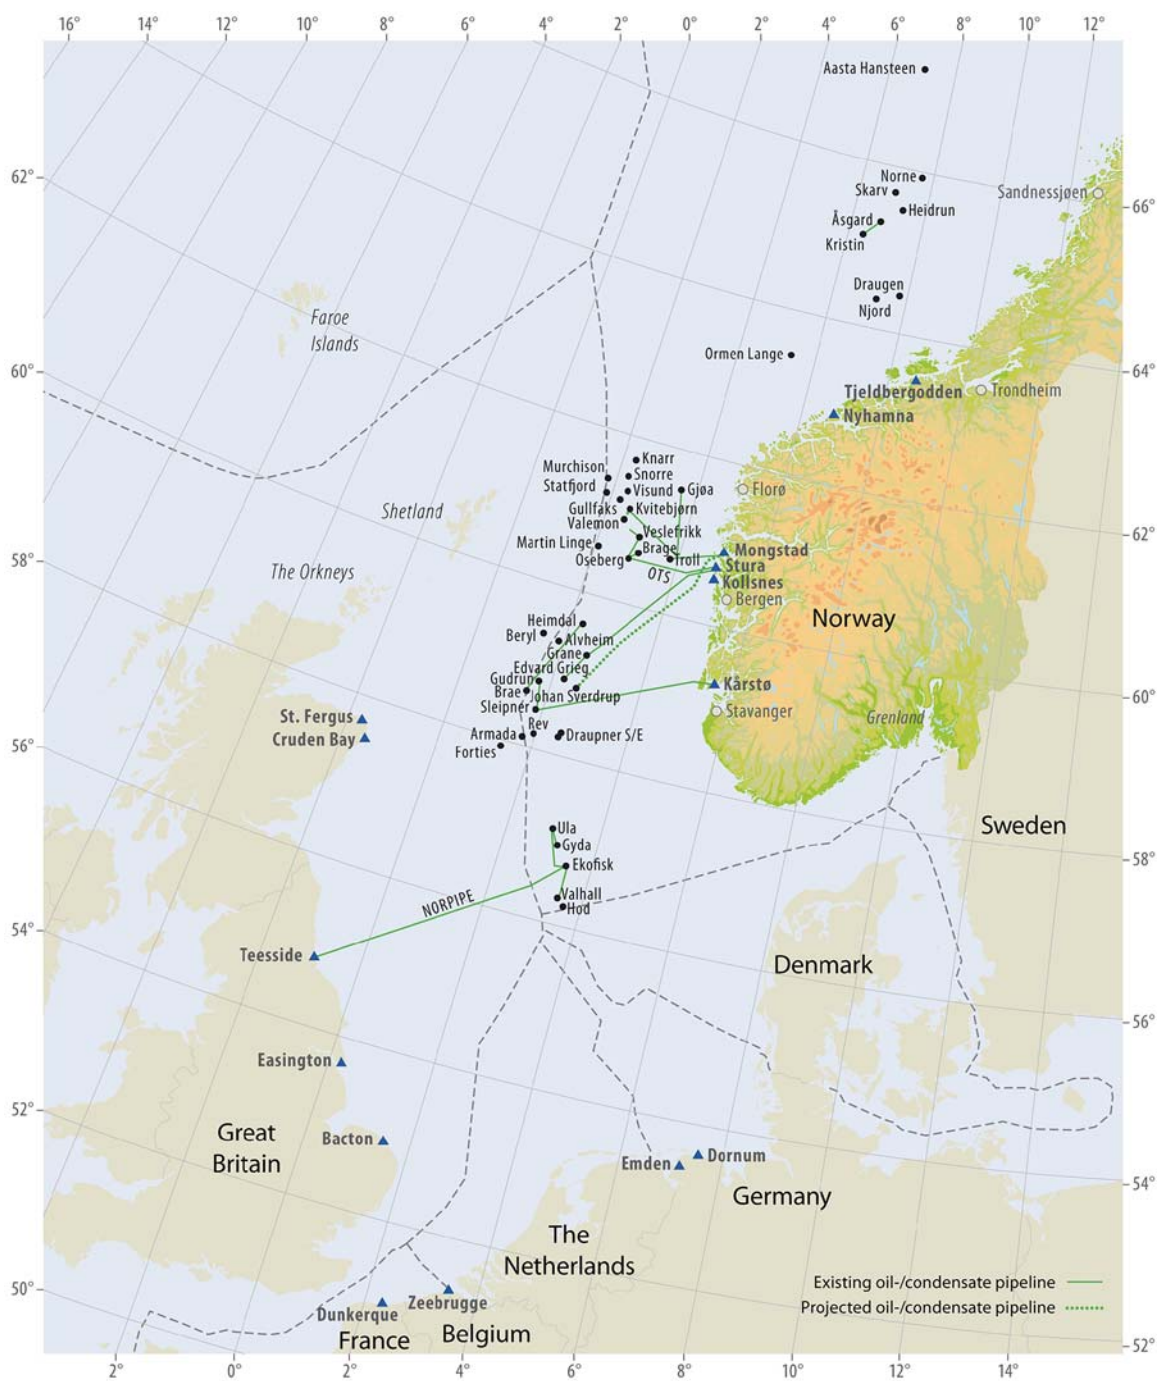 16° 14° 12° 10° 8° 6° 4° 2° 0° 2° 4° 6° 8° 10° 12°
Aasta Hansteen
62°
Norne
Skarv
Sandnessjøen
66°
Heidrun
Åsgard
Kristin
Draugen
Njord
Faroe
Islands
Ormen Lange
60°
64°
Tjeldbergodden
Trondheim
Nyhamna
Knarr
Murchison
Snorre
Statfjord
Visund
Gjøa
Florø
Gullfaks
Kvitebjørn
Shetland
Valemon
Veslefrikk
62°
Martin Linge
Brage
Mongstad
58°
Oseberg
Troll
Stura
The Orkneys
OTS
Kollsnes
Bergen
Norway
Heimdal
Beryl
Alvheim
Grane
Edvard Grieg
Gudrun
Kårstø
Brae
Johan Sverdrup
60°
Sleipner
Stavanger
Grenland
St. Fergus
Rev
Cruden Bay
Armada
Draupner S/E
56°
Forties
Ula
Sweden
Gyda
58°
Ekofisk
NORPIPE
Valhall
Hod
54°
Teesside
Denmark
56°
Easington
52°
Great
Britain
Bacton
Emden
Dornum
54°
Germany
The
Netherlands
50°
Existing oil-/condensate pipeline
Zeebrugge
Projected oil-/condensate pipeline
Dunkerque
Belgium
France
52°
2° 0° 2° 4° 6° 8° 10° 12° 14°